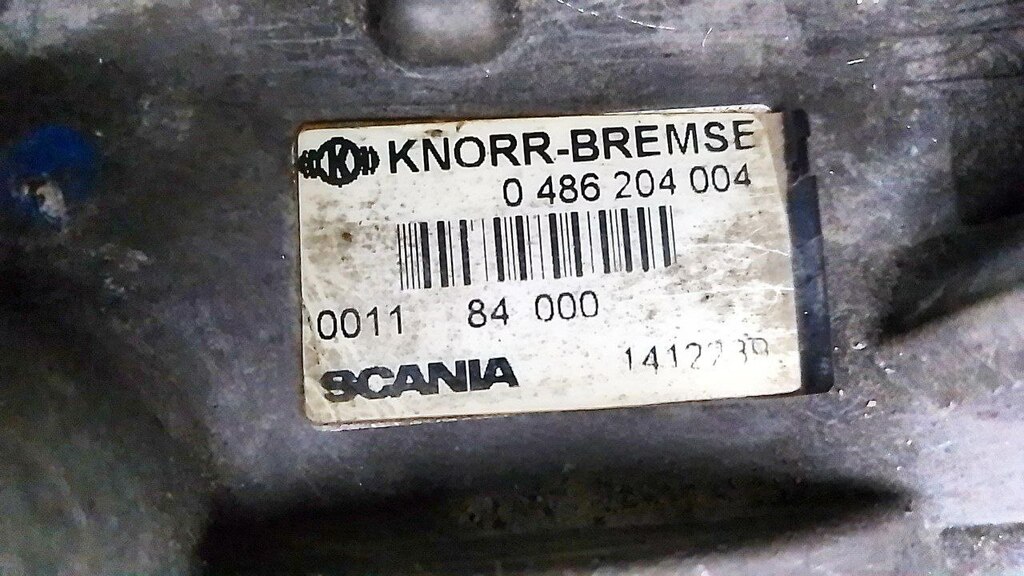 KNORR-BREMSE
0 486 204 004
0011 84 000
SCANIA